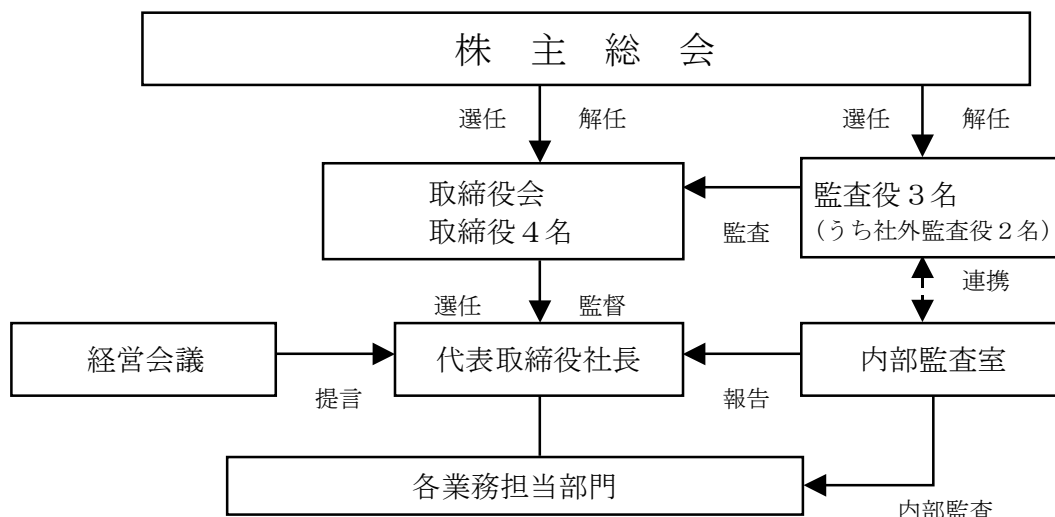 株 主 総 会
選任 解任 選任 解任
取締役会
取締役４名
監査
監査役３名
（うち社外監査役２名）
連携
選任 監督
経営会議
提言
代表取締役社長
報告
内部監査室
各業務担当部門
内部監査